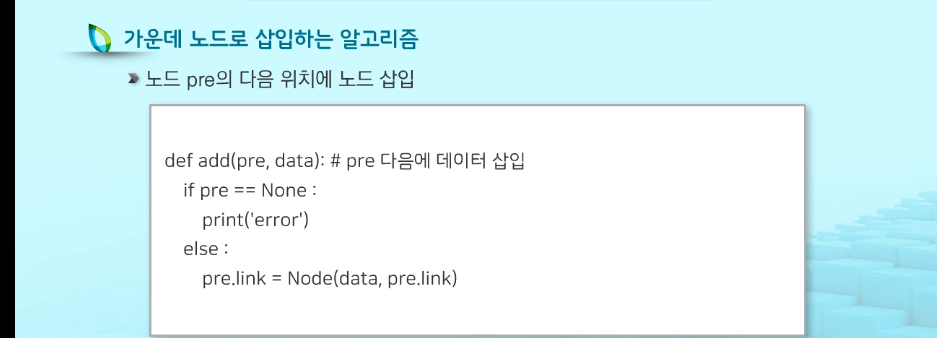 가운데 노드로 삽입하는 알고리즘
노드 pre의 다음 위치에 노드 삽입
def add(pre, data): # pre 다음에 데이터 삽입
if pre == None :
print('error')
else :
pre.link = Node(data, pre.link)